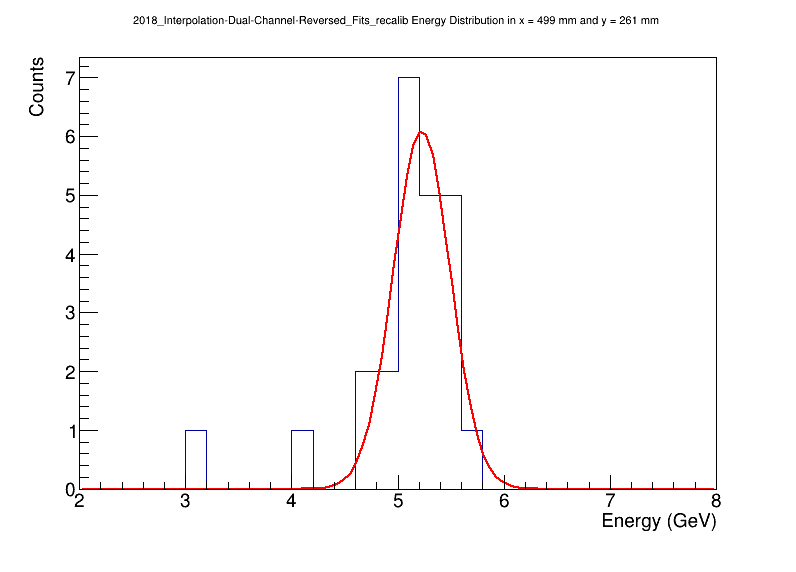 2018_Interpolation-Dual-Channel-Reversed_Fits_recalib Energy Distribution in x = 499 mm and y = 261 mm
Counts
7
6
5
4
3
2
1
0
2 3 4 5 6 7 8
Energy (GeV)